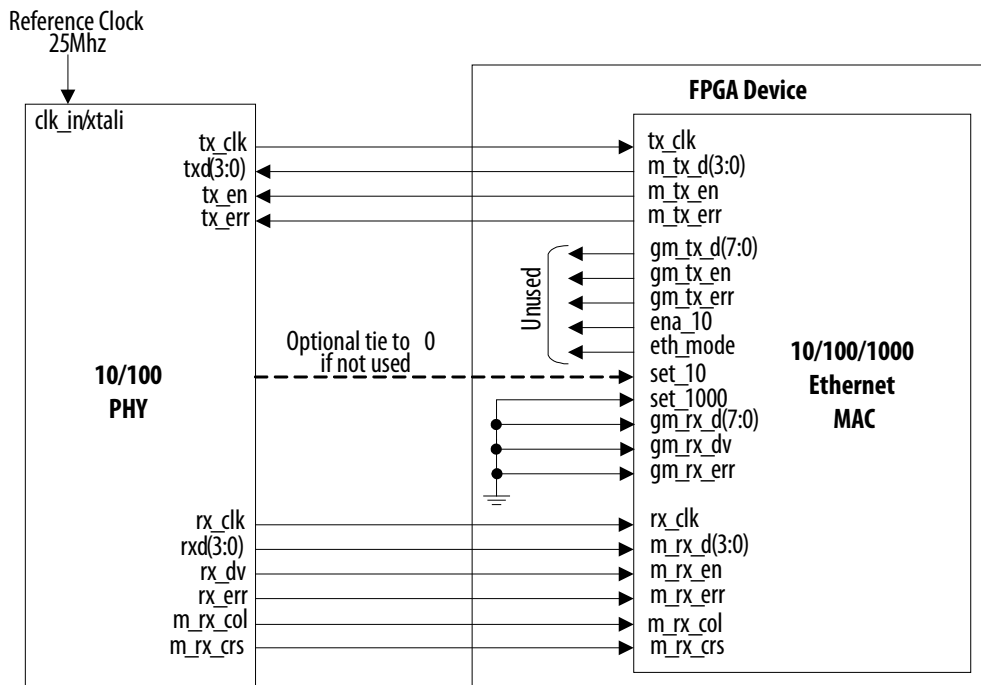 Reference Clock
25Mhz
FPGA Device
clk_in/xtali
tx_clk
txd(3:0)
tx_en
tx_err
tx_clk
m_tx_d(3:0)
m_tx_en
m_tx_err
Unused
gm_tx_d(7:0)
gm_tx_en
gm_tx_err
ena_10
eth_mode
Optional tie to 0
if not used
10/100
PHY
set_10
set_1000
gm_rx_d(7:0)
gm_rx_dv
gm_rx_err
10/100/1000
Ethernet
MAC
rx_clk
rxd(3:0)
rx_dv
rx_err
m_rx_col
m_rx_crs
rx_clk
m_rx_d(3:0)
m_rx_en
m_rx_err
m_rx_col
m_rx_crs